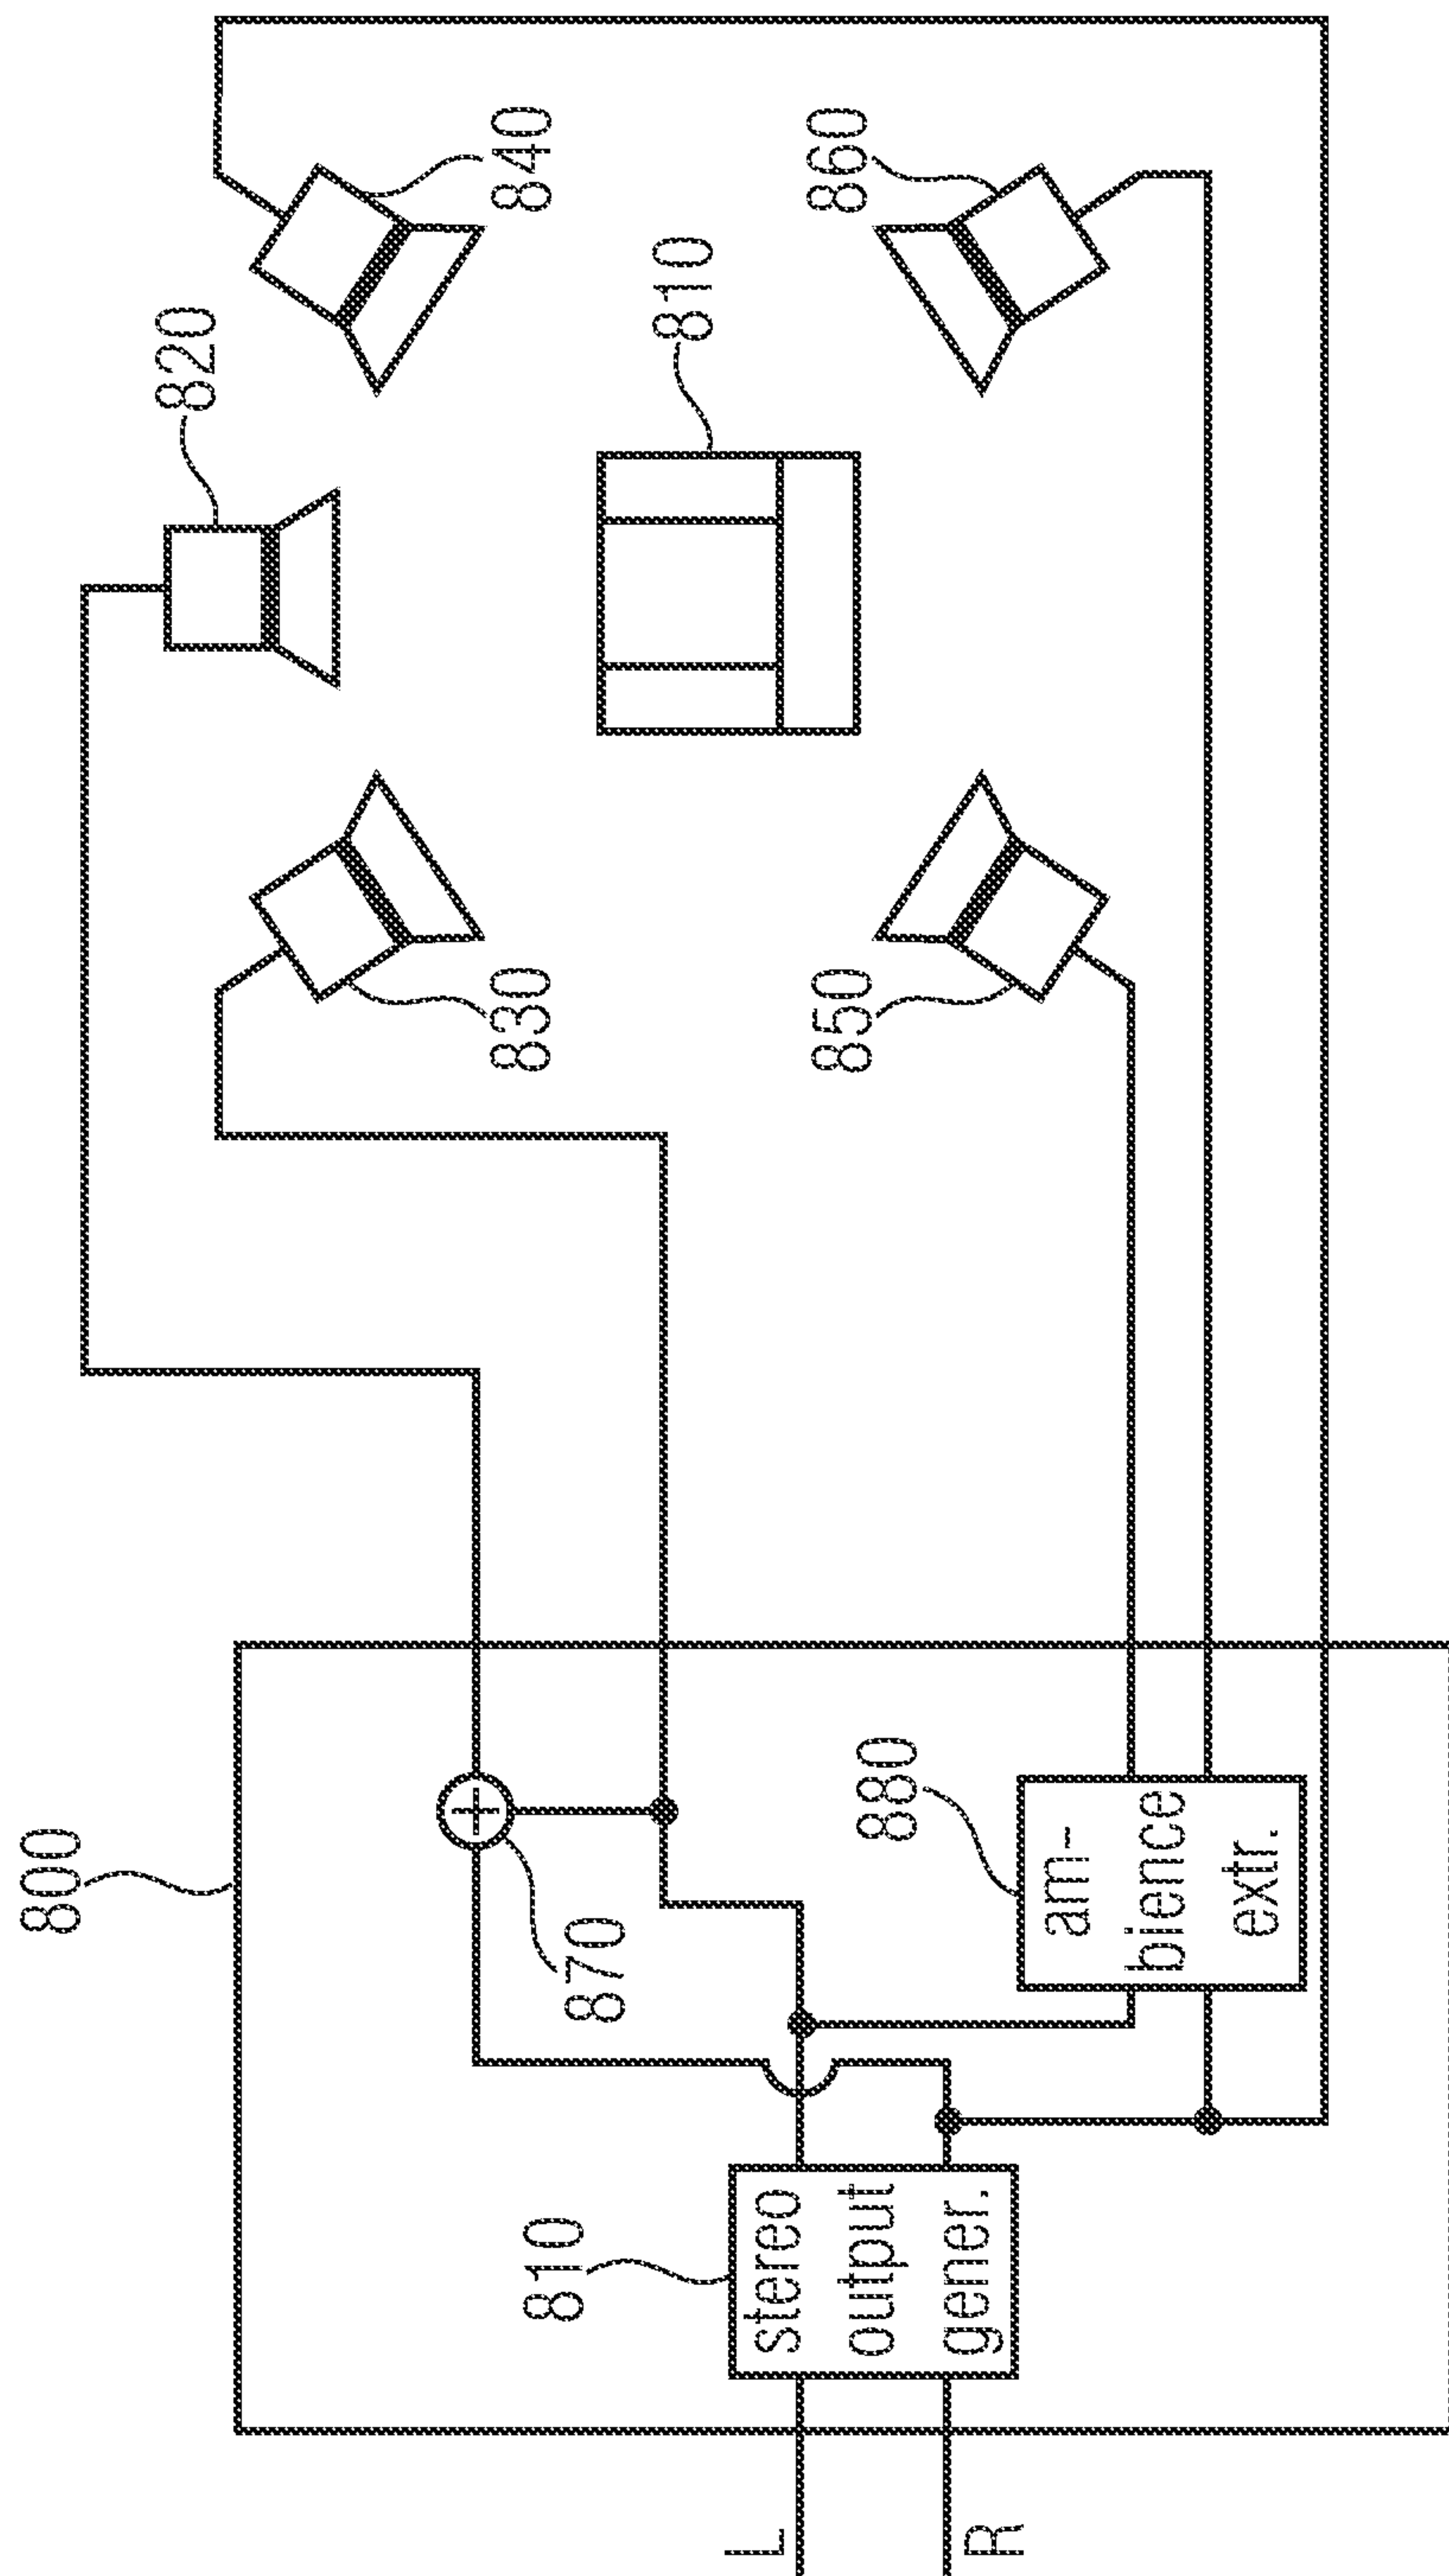 800
820
840
830
810
850
860
870
880
810
stereo
output
gener.
am-
bience
extr.
L
R
+